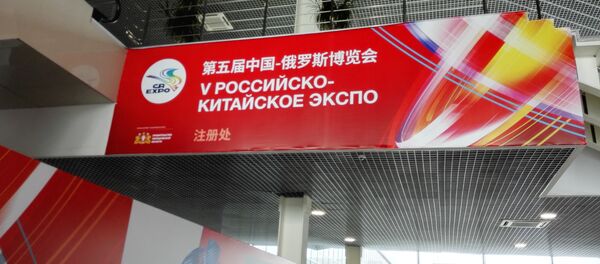 CR
EXPO
第五届中国-俄罗斯博览会
V РОССИЙСКО-
КИТАЙСКОЕ ЭКСПО
注册处